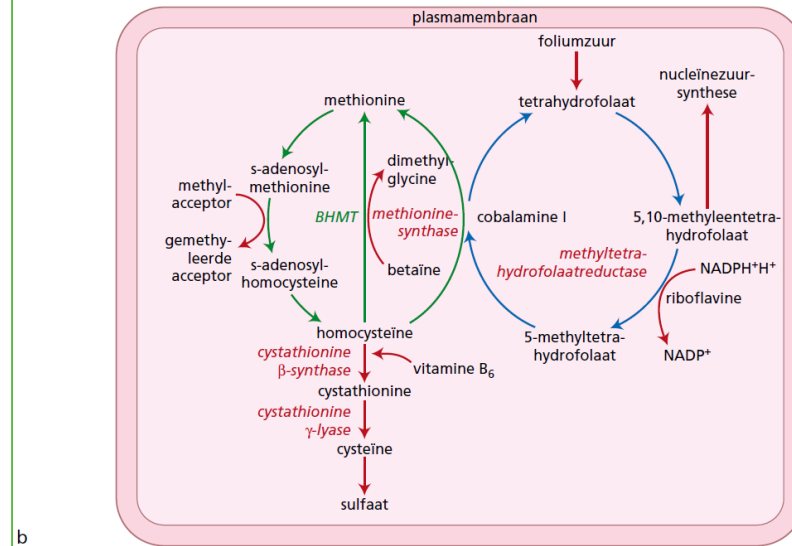 plasmamembraan
foliumzuur
nucleïnezuur-
synthese
methionine
tetrahydrofolaat
s-adenosyl-
methionine
dimethyl-
glycine
methyl-
acceptor
BHMT
methionine-
synthase
cobalamine I
5,10-methyleentetra-
hydrofolaat
gemethy-
leerde
acceptor
s-adenosyl-
homocysteine
betaïne
methyltetra-
hydrofolaatreductase
NADPH⁺H⁺
riboflavine
homocysteïne
5-methyltetra-
hydrofolaat
NADP⁺
cystathionine
β-synthase
vitamine B₆
cystathionine
cystathionine
γ-lyase
cysteïne
sulfaat
b